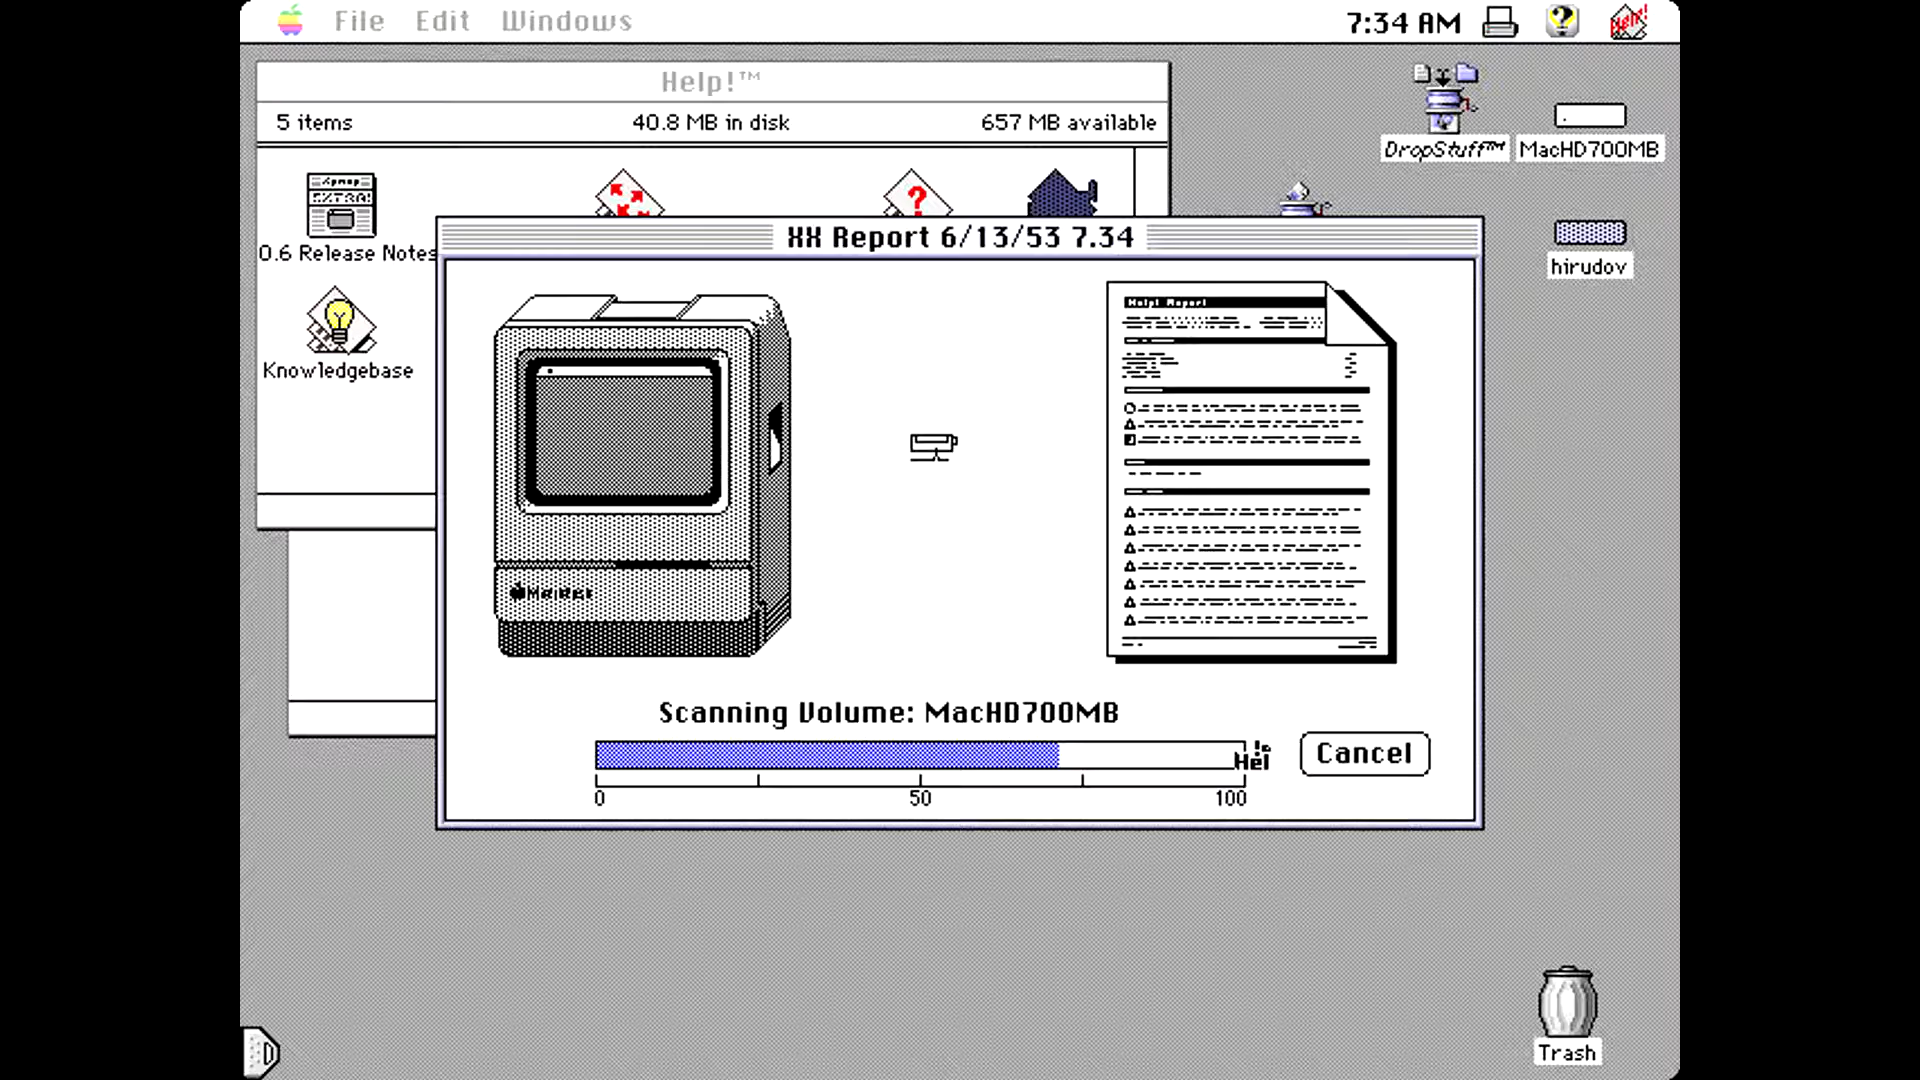 File Edit Windows
7:34 AM
Help!™
5 items 40.8 MB in disk 657 MB available
0.6 Release Notes
Knowledgebase
DropStuff™
MacHD700MB
hirudov
XX Report 6/13/53 7.34
Help! Report
Scanning Volume: MacHD700MB
Cancel
0 50 100
Trash